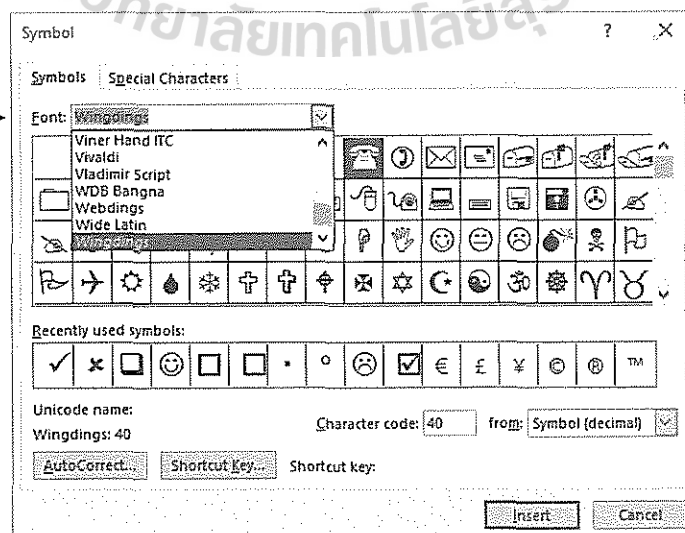 Symbol ? ×
Symbols Special Characters
Font: Wingdings
Viner Hand ITC
Vivaldi
Vladimir Script
WDB Bangna
Webdings
Wide Latin
Wingdings
Recently used symbols:
€ £ ¥ © ® ™
Unicode name:
Wingdings: 40
Character code: 40 from: Symbol (decimal)
AutoCorrect... Shortcut Key... Shortcut key:
Insert Cancel